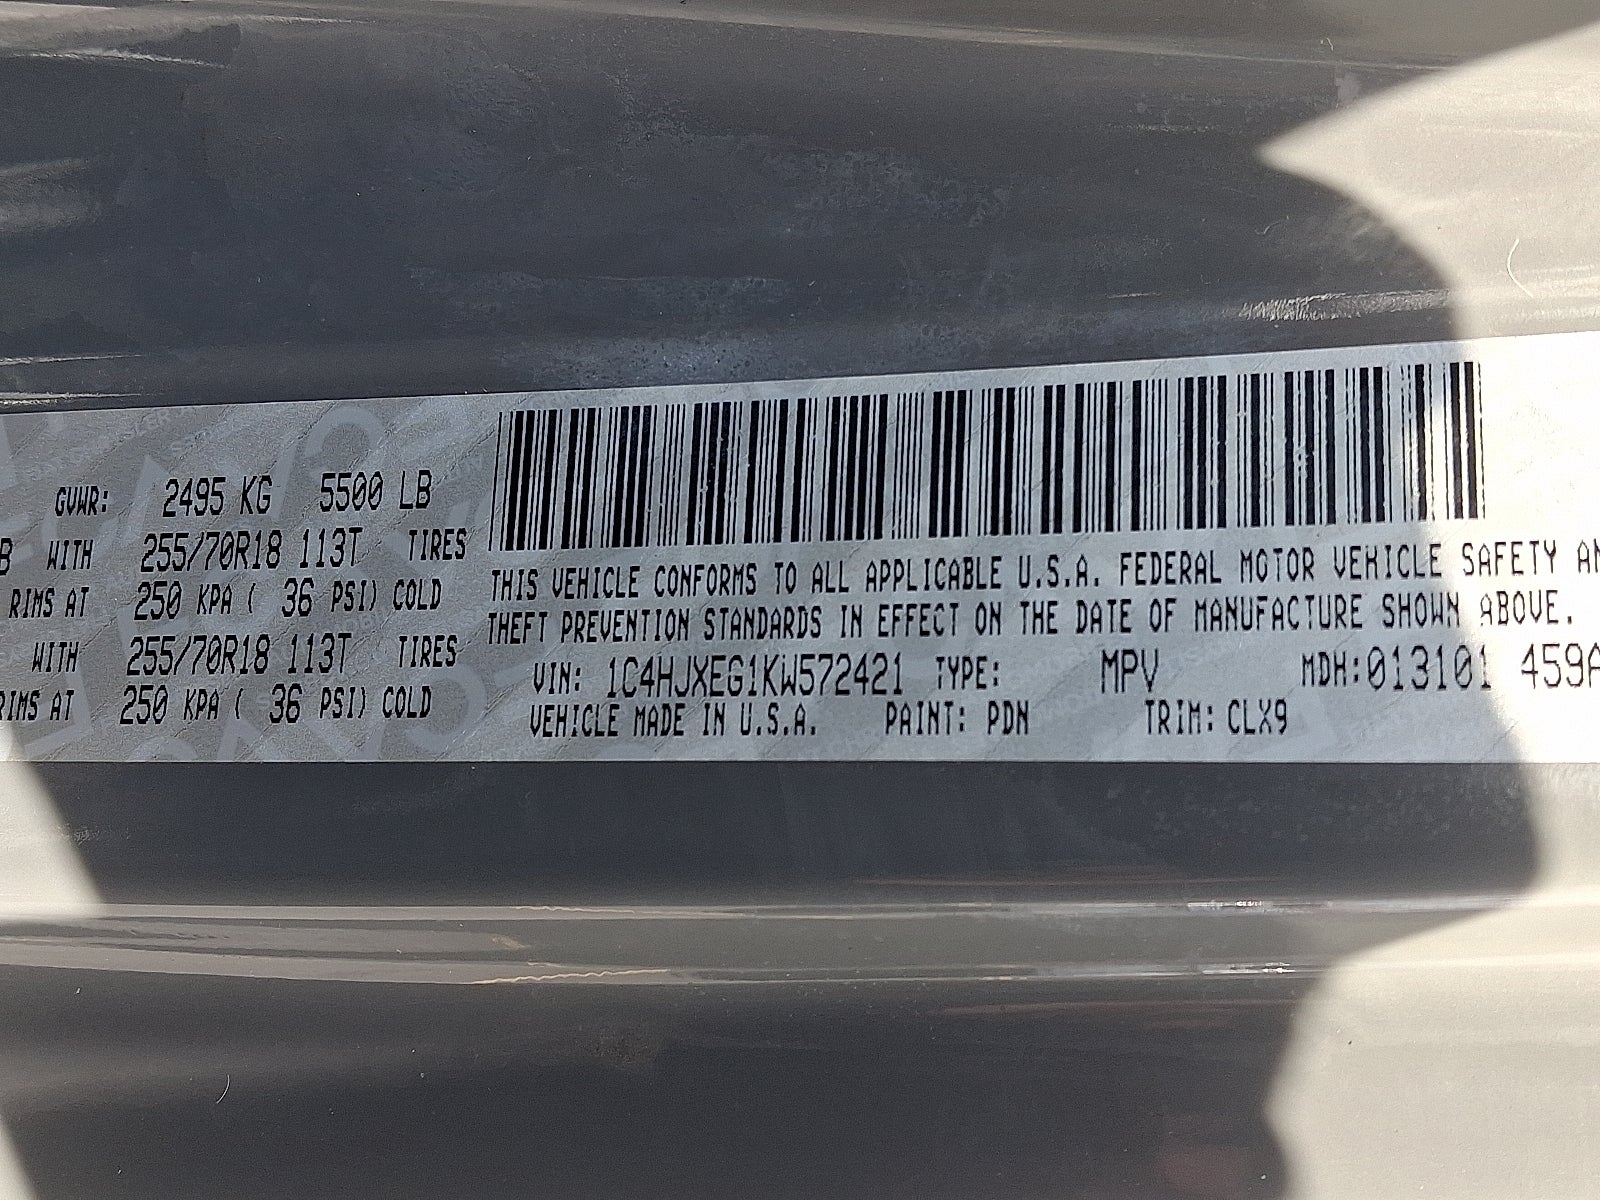 GVWR: 2495 KG 5500 LB
B WITH 255/70R18 113T TIRES
RIMS AT 250 KPA ( 36 PSI) COLD
WITH 255/70R18 113T TIRES
RIMS AT 250 KPA ( 36 PSI) COLD
THIS VEHICLE CONFORMS TO ALL APPLICABLE U.S.A. FEDERAL MOTOR VEHICLE SAFETY AN
THEFT PREVENTION STANDARDS IN EFFECT ON THE DATE OF MANUFACTURE SHOWN ABOVE.
VIN: 1C4HJXEG1KW572421 TYPE: MPV MDH:013101 459A
VEHICLE MADE IN U.S.A. PAINT: PDN TRIM: CLX9